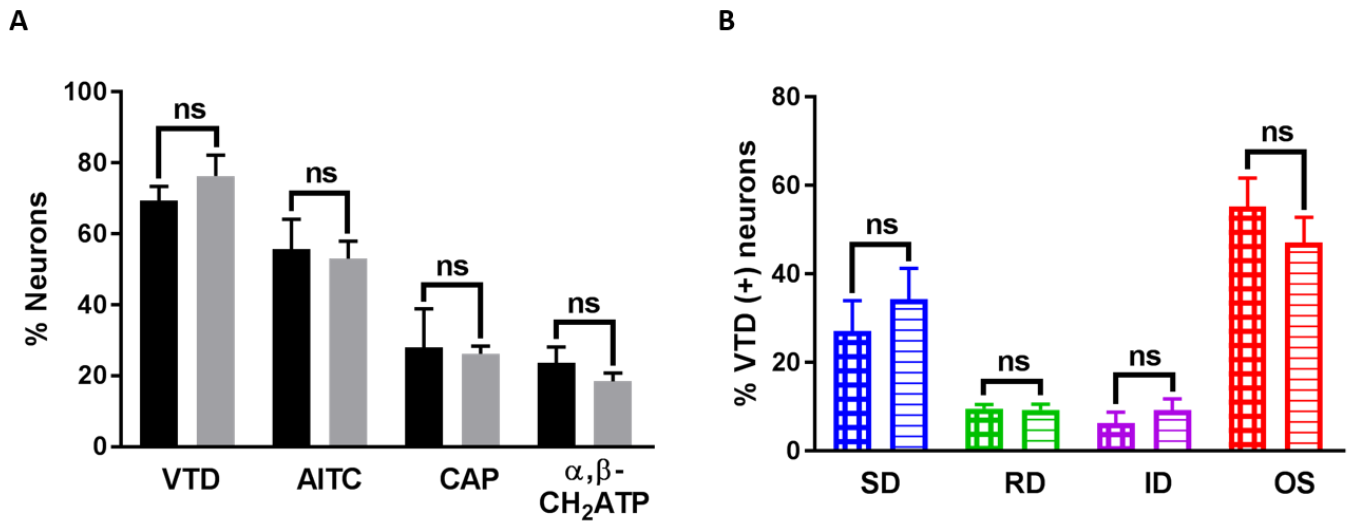 A
B
% Neurons
100
80
60
40
20
0
ns
ns
ns
ns
VTD
AITC
CAP
α,β-
CH₂ATP
% VTD (+) neurons
80
60
40
20
0
ns
ns
ns
ns
SD
RD
ID
OS